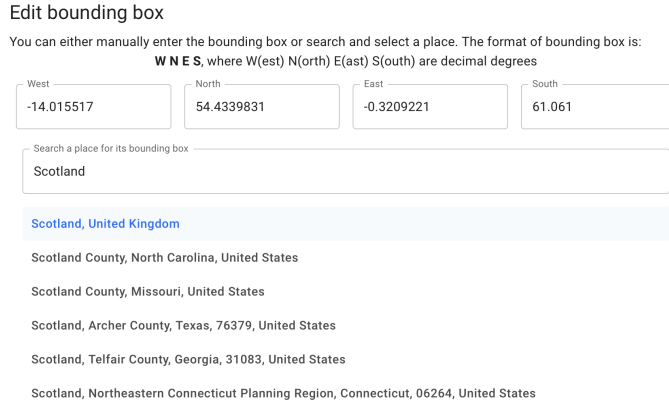 Edit bounding box
You can either manually enter the bounding box or search and select a place. The format of bounding box is:
W N E S, where W(est) N(orth) E(ast) S(outh) are decimal degrees
West North East South
-14.015517 54.4339831 -0.3209221 61.061
Search a place for its bounding box
Scotland
Scotland, United Kingdom
Scotland County, North Carolina, United States
Scotland County, Missouri, United States
Scotland, Archer County, Texas, 76379, United States
Scotland, Telfair County, Georgia, 31083, United States
Scotland, Northeastern Connecticut Planning Region, Connecticut, 06264, United States